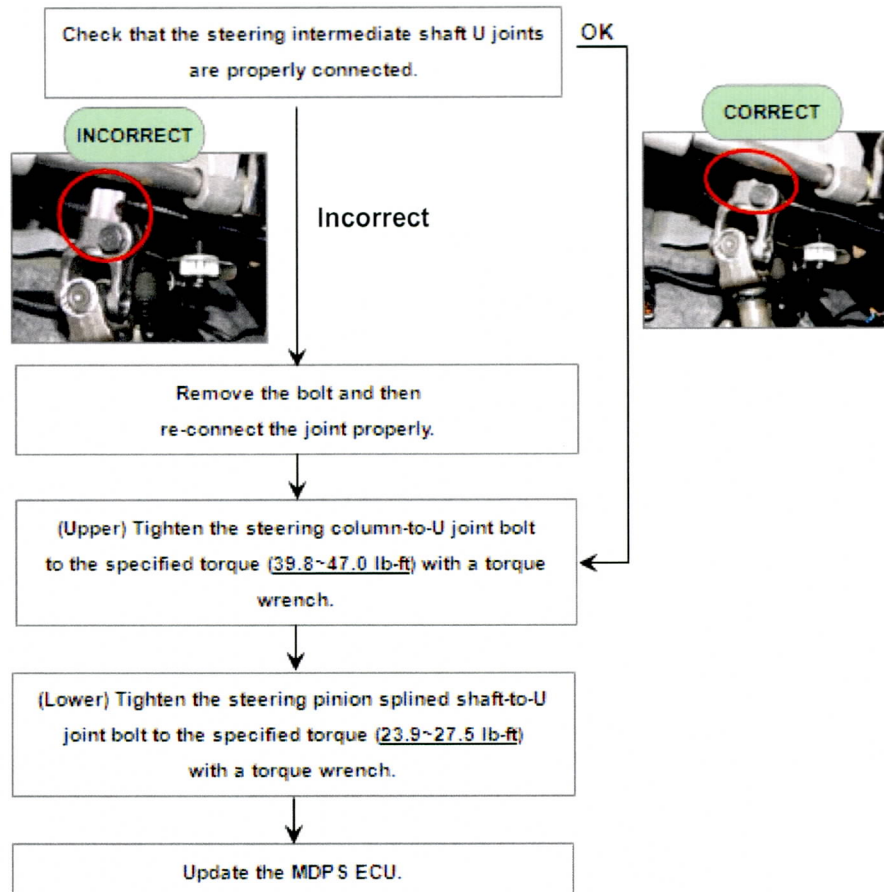 Check that the steering intermediate shaft U joints
are properly connected.
OK
INCORRECT
CORRECT
Incorrect
Remove the bolt and then
re-connect the joint properly.
(Upper) Tighten the steering column-to-U joint bolt
to the specified torque (39.8~47.0 lb-ft) with a torque
wrench.
(Lower) Tighten the steering pinion splined shaft-to-U
joint bolt to the specified torque (23.9~27.5 lb-ft)
with a torque wrench.
Update the MDPS ECU.